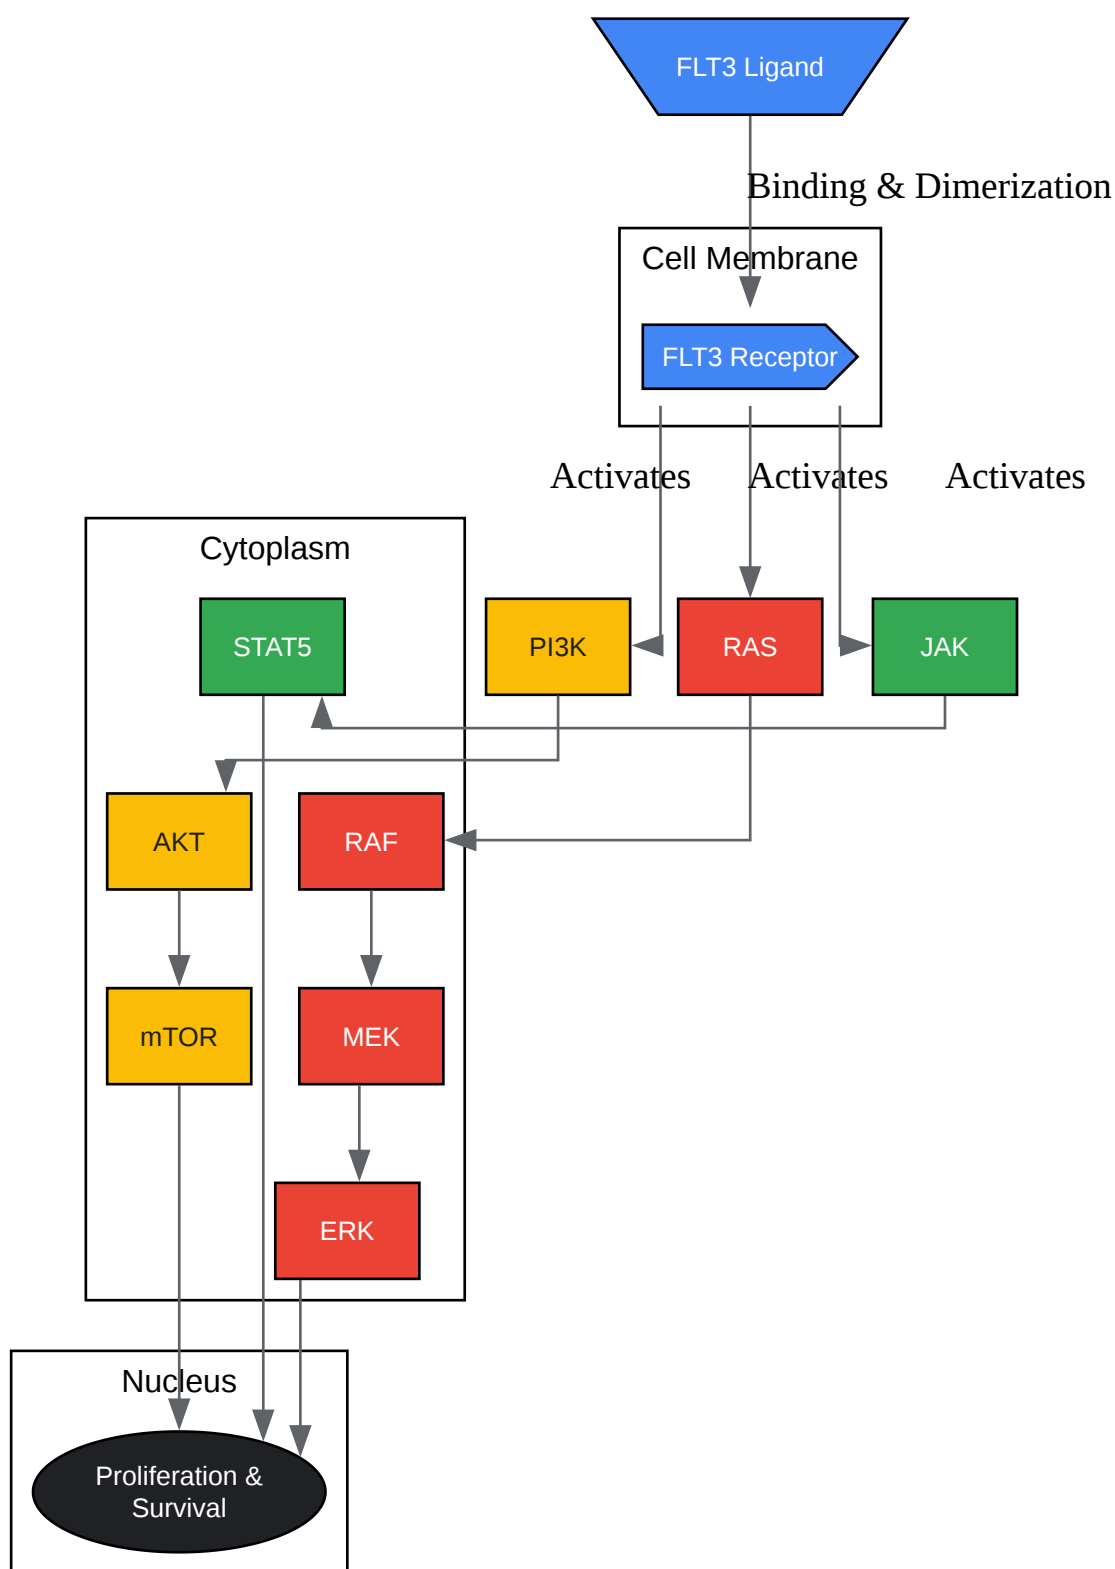 FLT3 Ligand
Binding & Dimerization
Cell Membrane
FLT3 Receptor
Activates
Activates
Activates
Cytoplasm
STAT5
PI3K
RAS
JAK
AKT
RAF
mTOR
MEK
ERK
Nucleus
Proliferation &
Survival